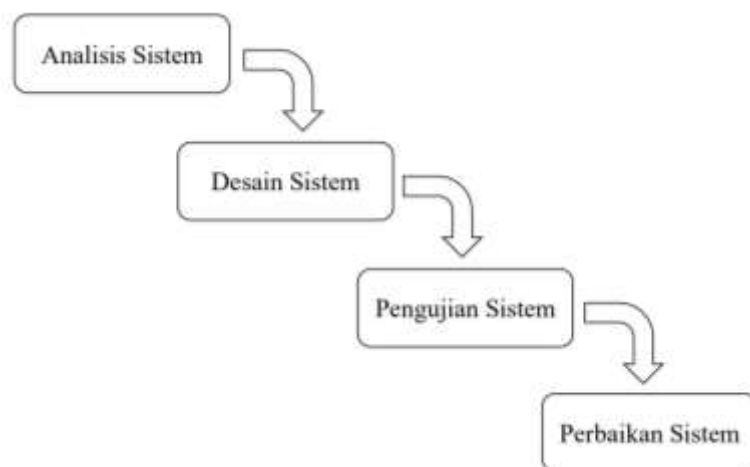 Analisis Sistem
Desain Sistem
Pengujian Sistem
Perbaikan Sistem